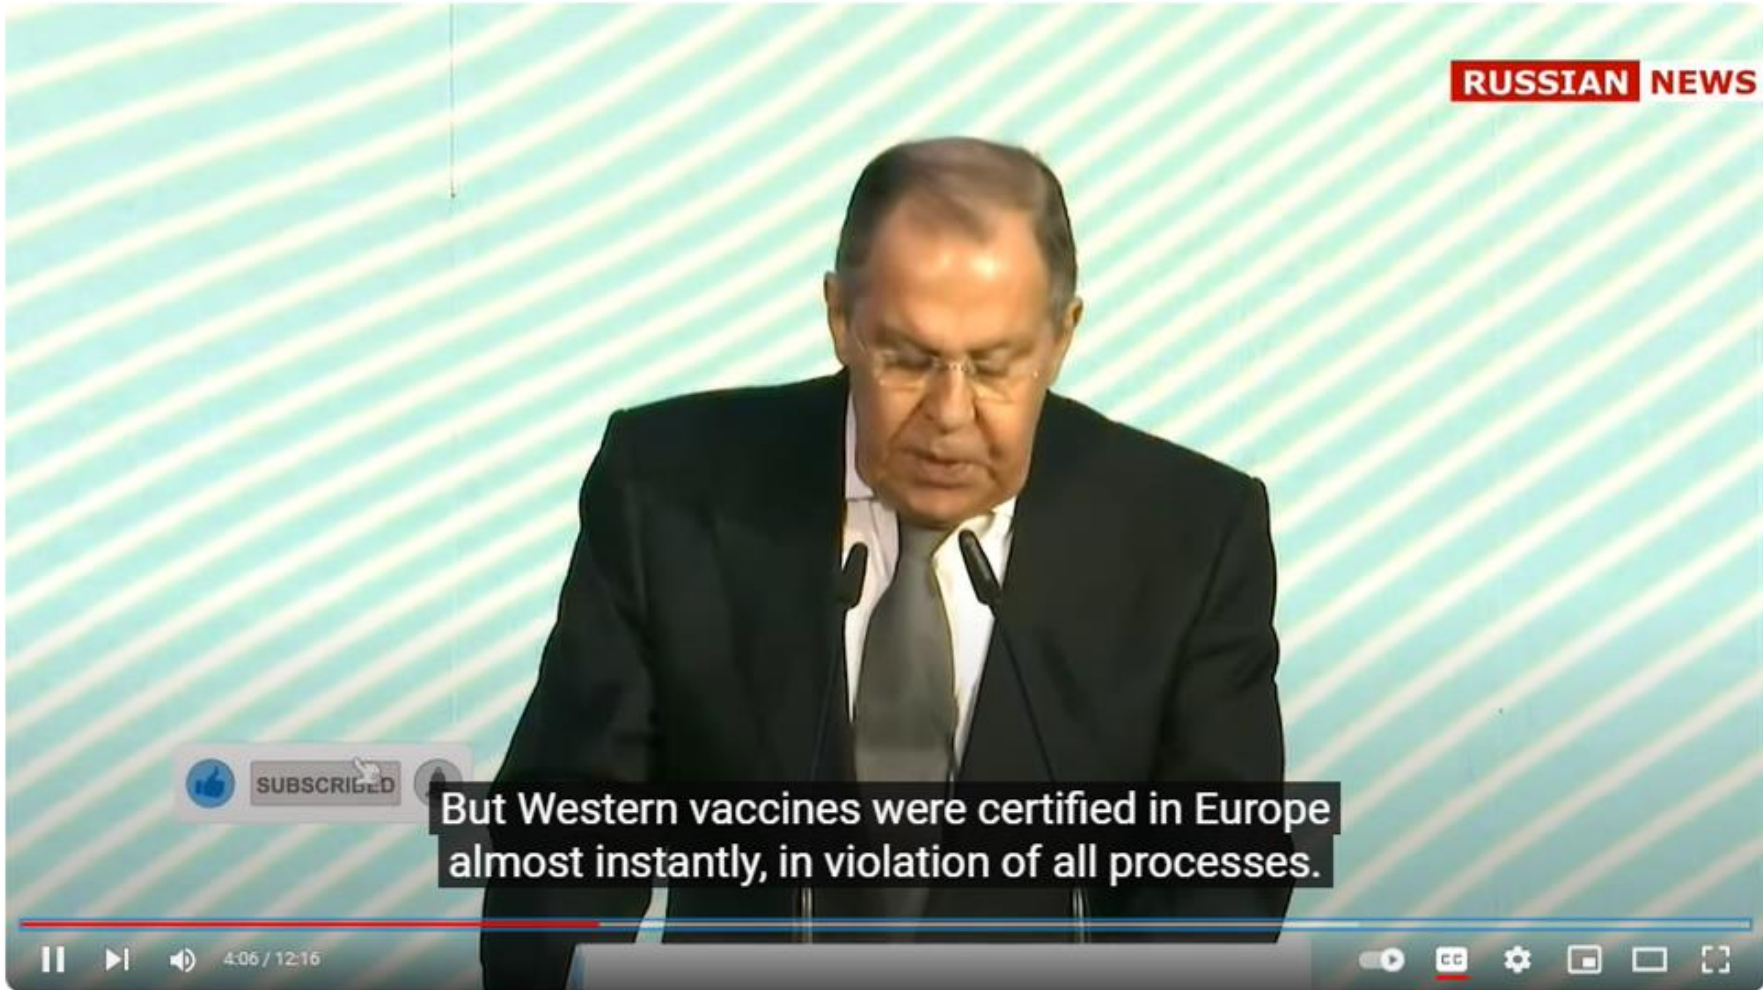 RUSSIAN NEWS
SUBSCRIBED
But Western vaccines were certified in Europe
almost instantly, in violation of all processes.
4:06 / 12:16
CC